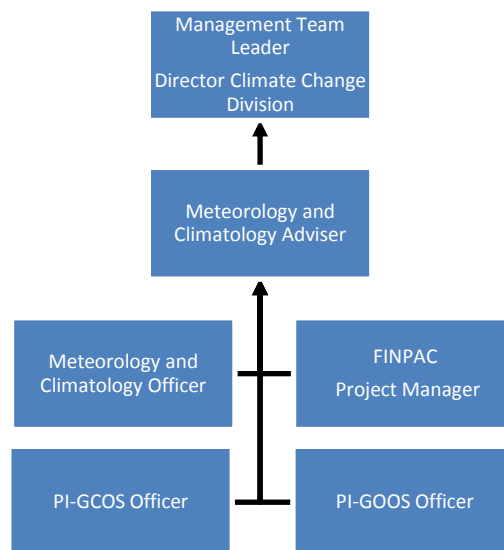 Management Team
Leader
Director Climate Change
Division
Meteorology and
Climatology Adviser
Meteorology and
Climatology Officer
FINPAC
Project Manager
PI-GCOS Officer
PI-GOOS Officer